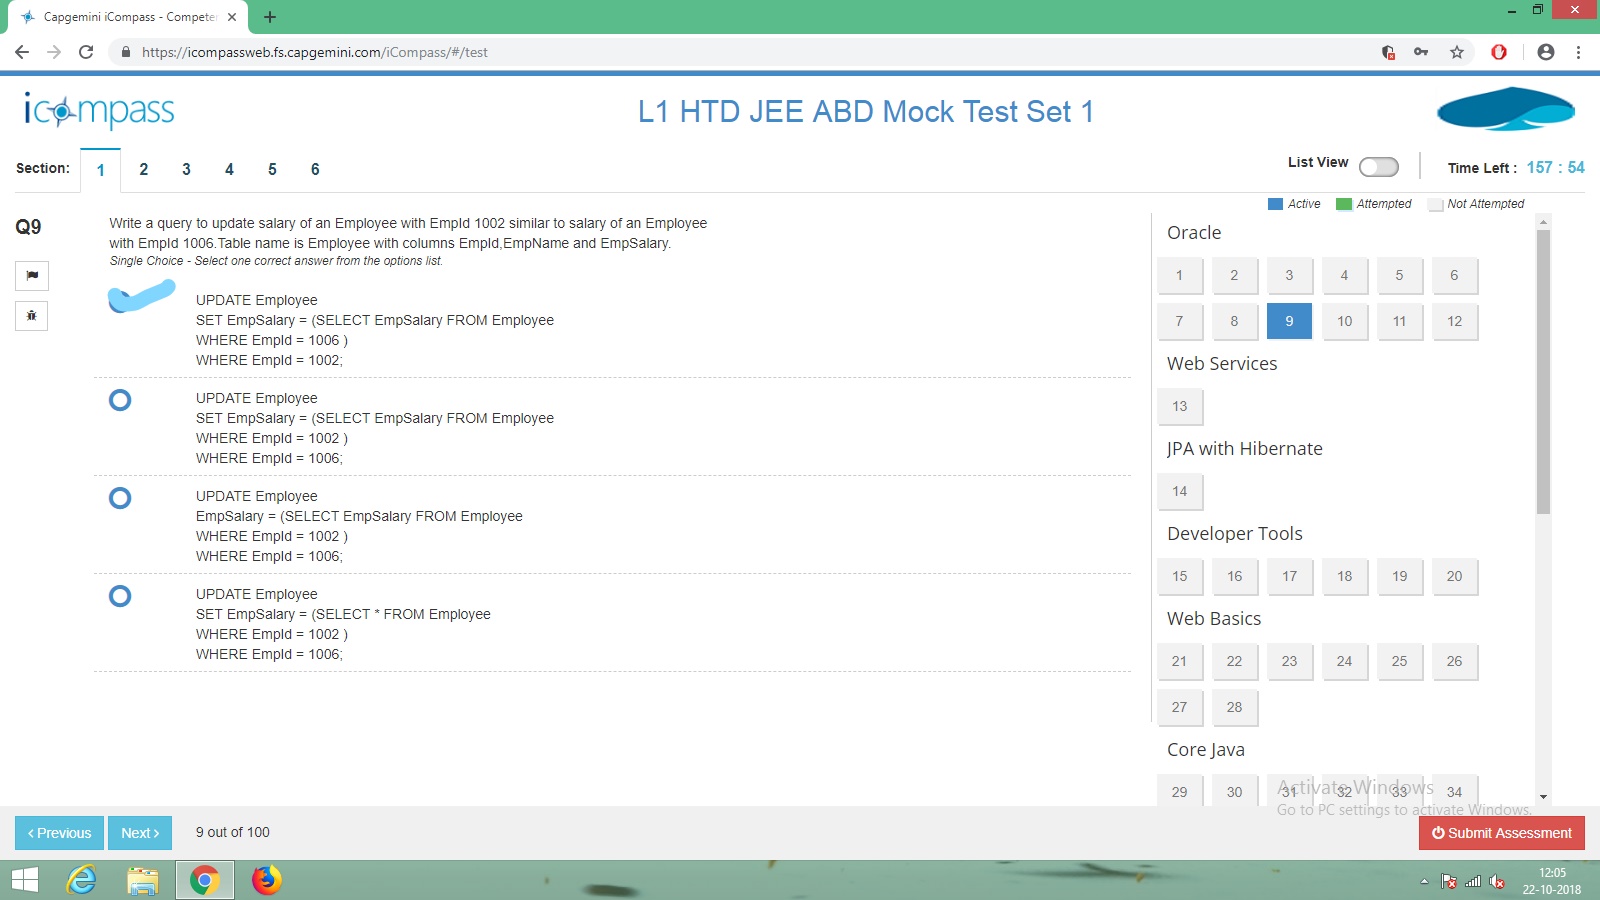 Capgemini iCompass - Competen
https://icompassweb.fs.capgemini.com/iCompass/#/test
icompass
L1 HTD JEE ABD Mock Test Set 1
Section: 1 2 3 4 5 6
List View
Time Left : 157 : 54
Active Attempted Not Attempted
Q9
Write a query to update salary of an Employee with EmpId 1002 similar to salary of an Employee
with EmpId 1006.Table name is Employee with columns EmpId,EmpName and EmpSalary.
Single Choice - Select one correct answer from the options list.
UPDATE Employee
SET EmpSalary = (SELECT EmpSalary FROM Employee
WHERE EmpId = 1006 )
WHERE EmpId = 1002;
UPDATE Employee
SET EmpSalary = (SELECT EmpSalary FROM Employee
WHERE EmpId = 1002 )
WHERE EmpId = 1006;
UPDATE Employee
EmpSalary = (SELECT EmpSalary FROM Employee
WHERE EmpId = 1002 )
WHERE EmpId = 1006;
UPDATE Employee
SET EmpSalary = (SELECT * FROM Employee
WHERE EmpId = 1002 )
WHERE EmpId = 1006;
Oracle
1 2 3 4 5 6
7 8 9 10 11 12
Web Services
13
JPA with Hibernate
14
Developer Tools
15 16 17 18 19 20
Web Basics
21 22 23 24 25 26
27 28
Core Java
29 30 31 32 33 34
Activate Windows
Go to PC settings to activate Windows.
Previous Next 9 out of 100
Submit Assessment
12:05
22-10-2018